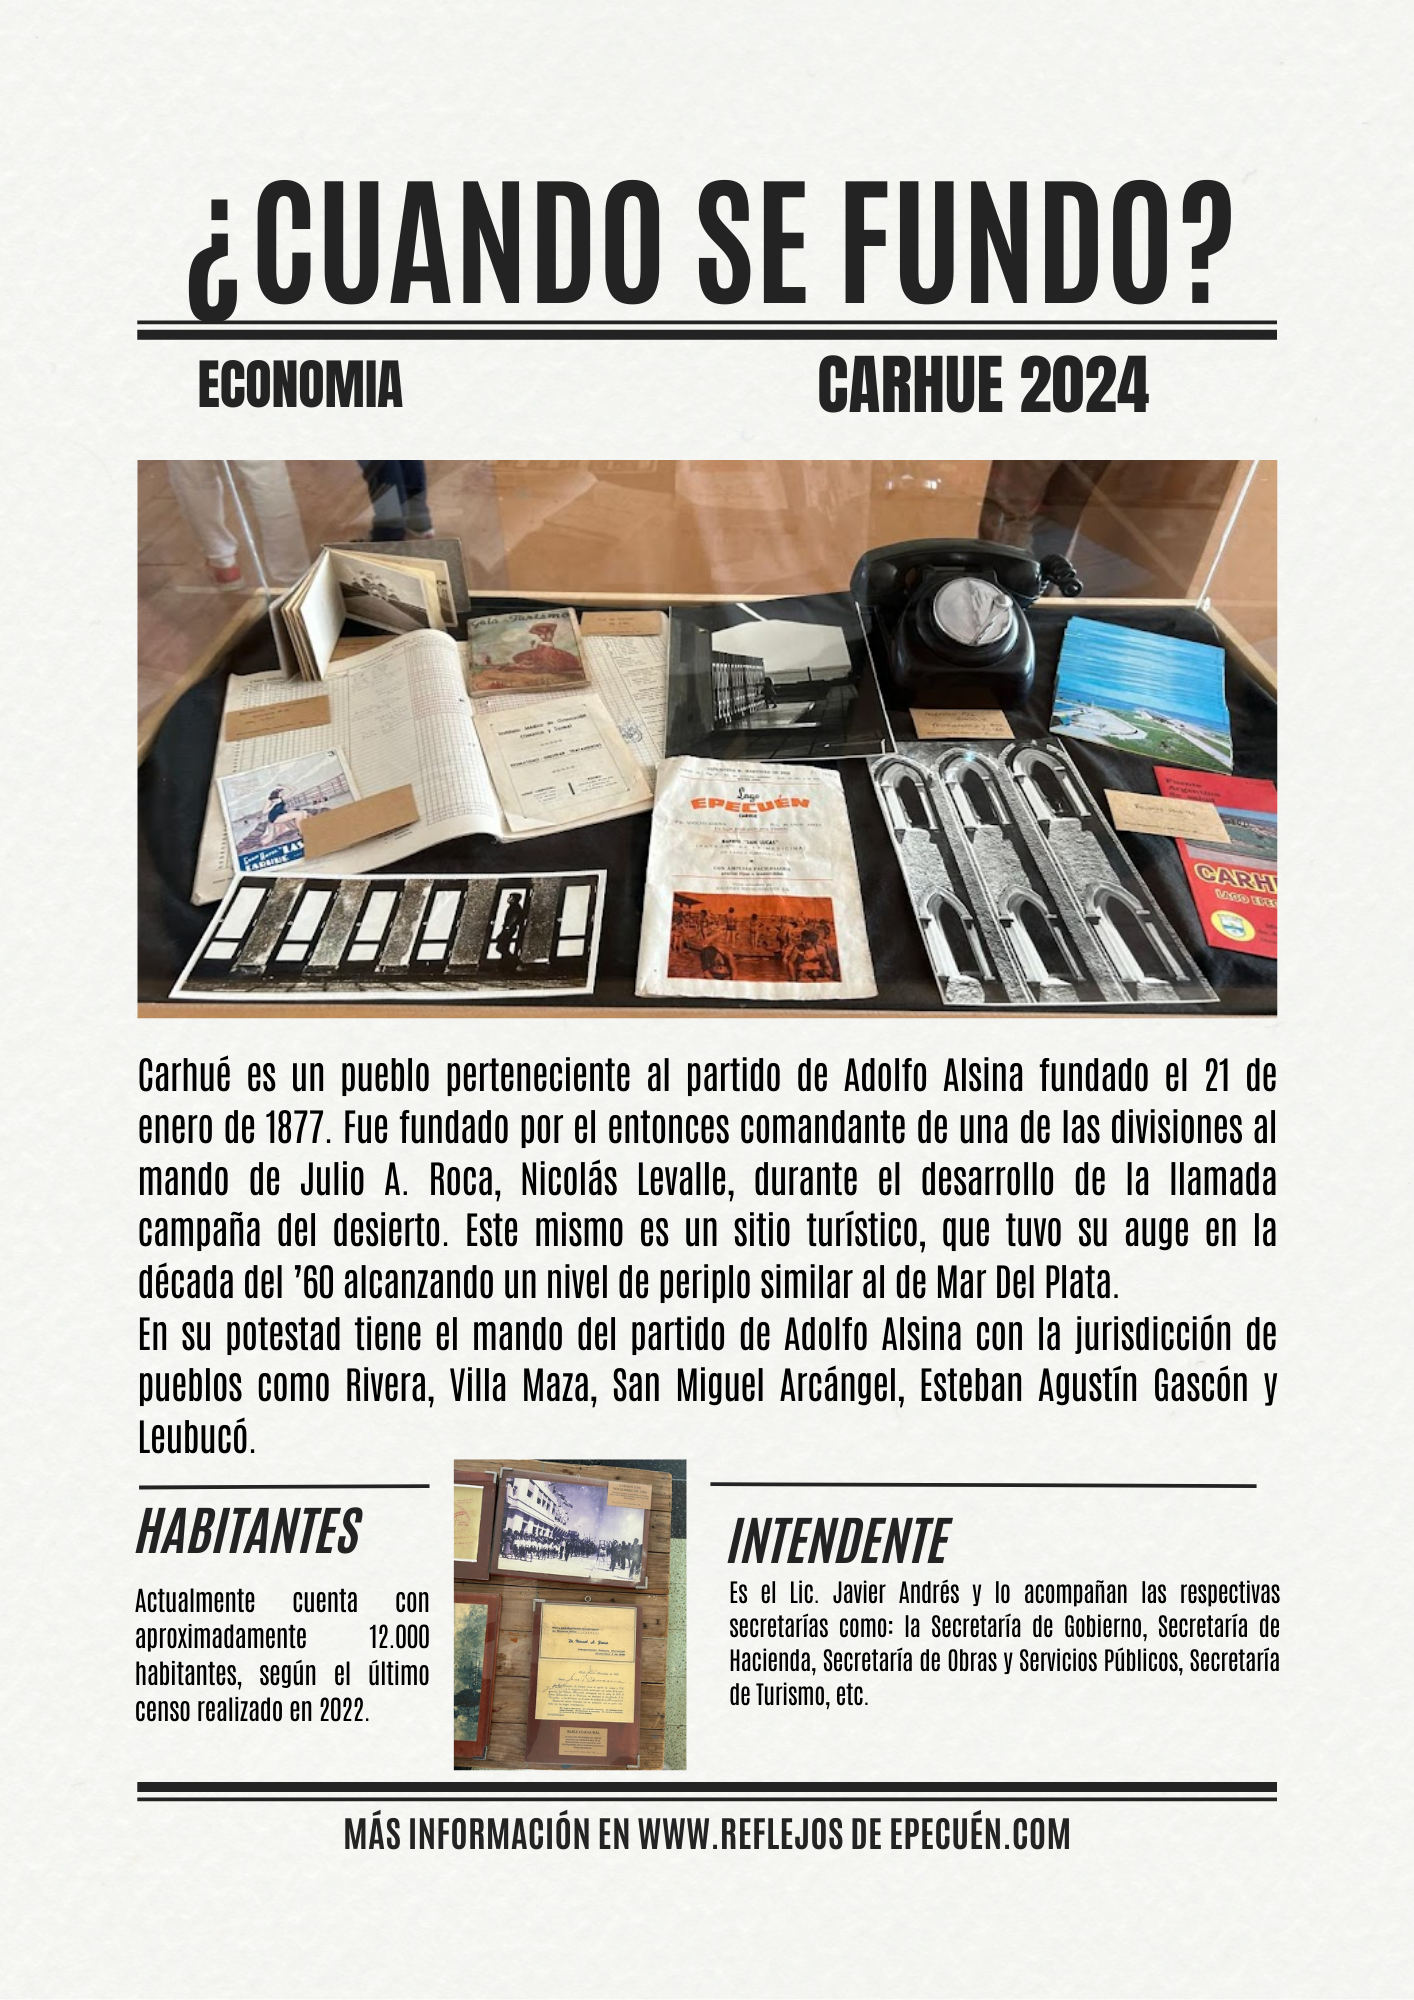 ¿CUANDO SE FUNDO?
ECONOMIA
CARHUE 2024
Guia Turismo
Lago
EPECUÉN
CARHUE
CARHUE
Carhué es un pueblo perteneciente al partido de Adolfo Alsina fundado el 21 de
enero de 1877. Fue fundado por el entonces comandante de una de las divisiones al
mando de Julio A. Roca, Nicolás Levalle, durante el desarrollo de la llamada
campaña del desierto. Este mismo es un sitio turístico, que tuvo su auge en la
década del ’60 alcanzando un nivel de periplo similar al de Mar Del Plata.
En su potestad tiene el mando del partido de Adolfo Alsina con la jurisdicción de
pueblos como Rivera, Villa Maza, San Miguel Arcángel, Esteban Agustín Gascón y
Leubucó.
HABITANTES
Actualmente cuenta con
aproximadamente 12.000
habitantes, según el último
censo realizado en 2022.
INTENDENTE
Es el Lic. Javier Andrés y lo acompañan las respectivas
secretarías como: la Secretaría de Gobierno, Secretaría de
Hacienda, Secretaría de Obras y Servicios Públicos, Secretaría
de Turismo, etc.
MÁS INFORMACIÓN EN WWW.REFLEJOS DE EPECUÉN.COM